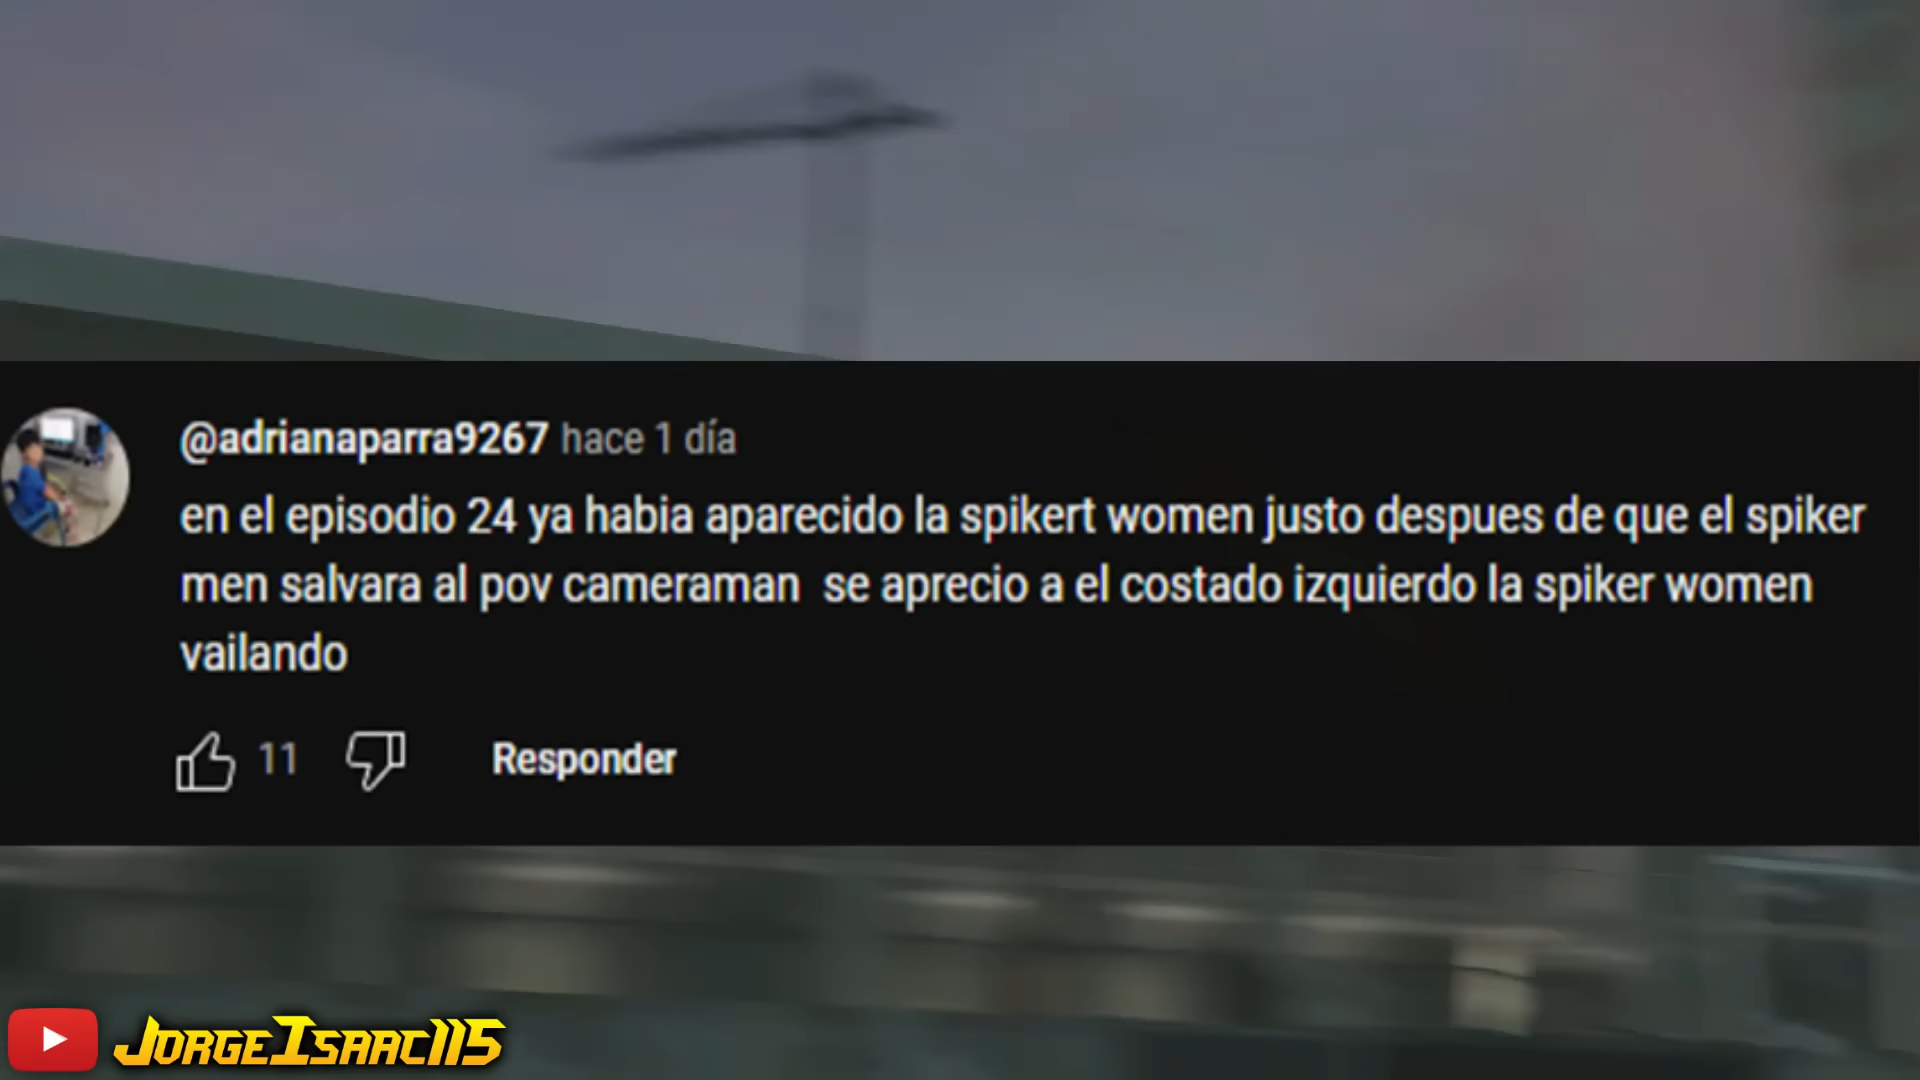 @adrianaparra9267 hace 1 día
en el episodio 24 ya habia aparecido la spikert women justo despues de que el spiker
men salvara al pov cameraman se aprecio a el costado izquierdo la spiker women
vailando
11 Responder
JORGEISAAC115